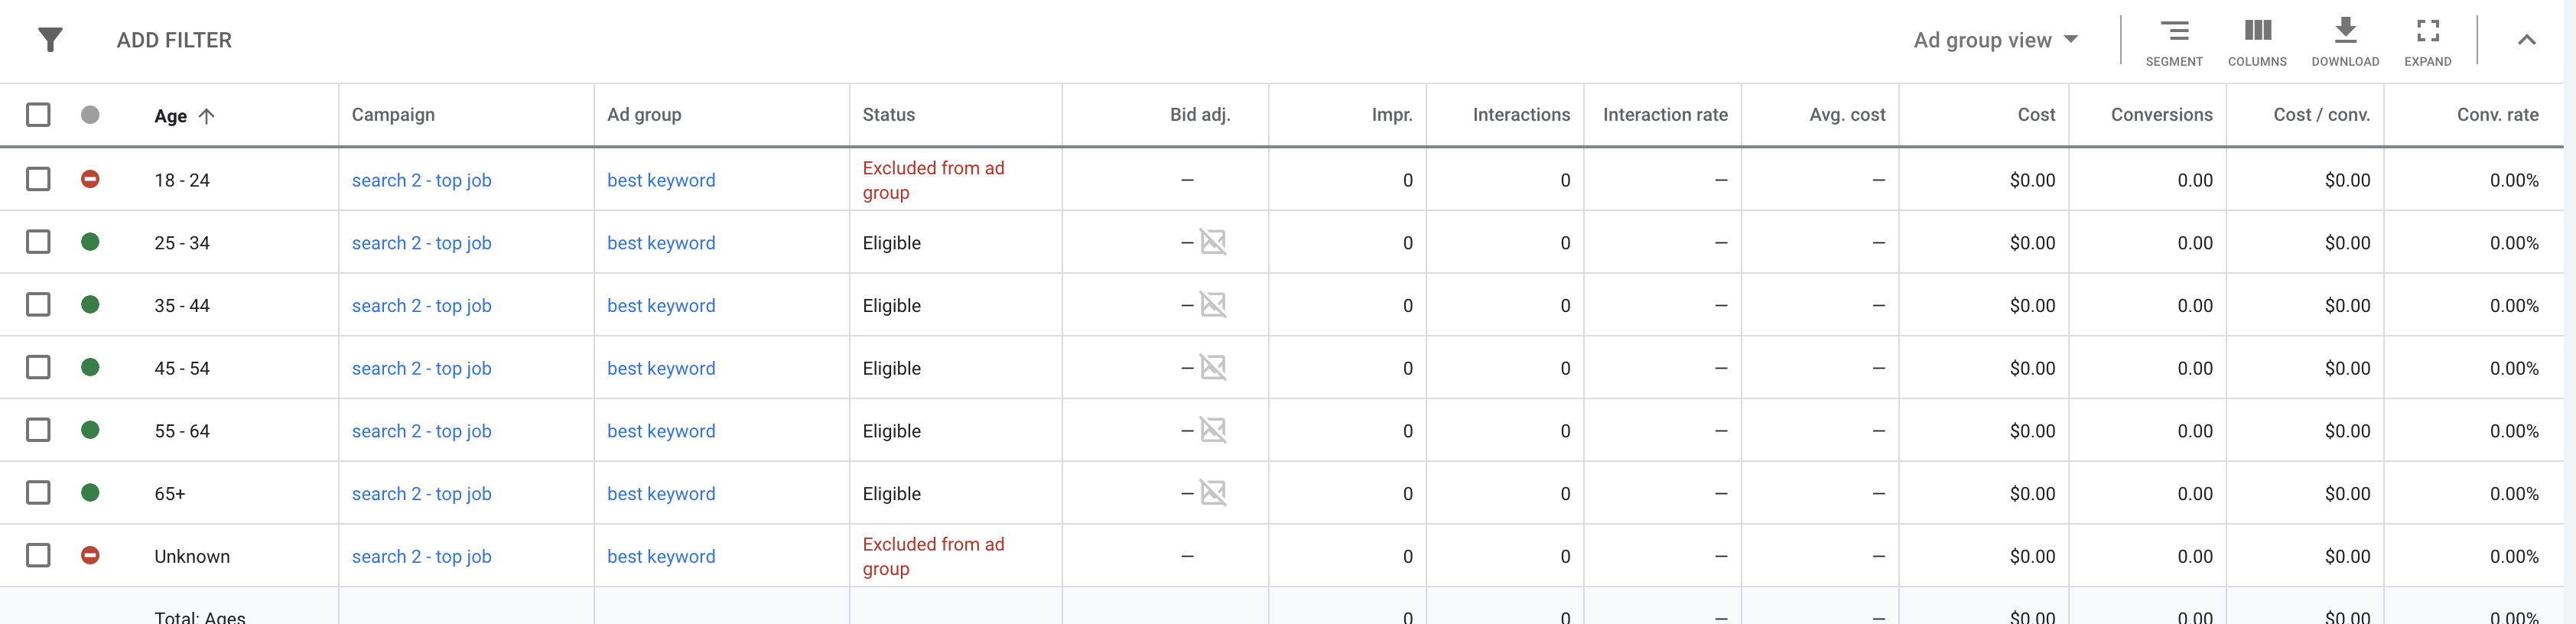 ADD FILTER Ad group view SEGMENT COLUMNS DOWNLOAD EXPAND
Age Campaign Ad group Status Bid adj. Impr. Interactions Interaction rate Avg. cost Cost Conversions Cost / conv. Conv. rate
18 - 24 search 2 - top job best keyword Excluded from ad group — 0 0 — — $0.00 0.00 $0.00 0.00%
25 - 34 search 2 - top job best keyword Eligible — 0 0 — — $0.00 0.00 $0.00 0.00%
35 - 44 search 2 - top job best keyword Eligible — 0 0 — — $0.00 0.00 $0.00 0.00%
45 - 54 search 2 - top job best keyword Eligible — 0 0 — — $0.00 0.00 $0.00 0.00%
55 - 64 search 2 - top job best keyword Eligible — 0 0 — — $0.00 0.00 $0.00 0.00%
65+ search 2 - top job best keyword Eligible — 0 0 — — $0.00 0.00 $0.00 0.00%
Unknown search 2 - top job best keyword Excluded from ad group — 0 0 — — $0.00 0.00 $0.00 0.00%
Total: Ages 0 0 — — $0.00 0.00 $0.00 0.00%